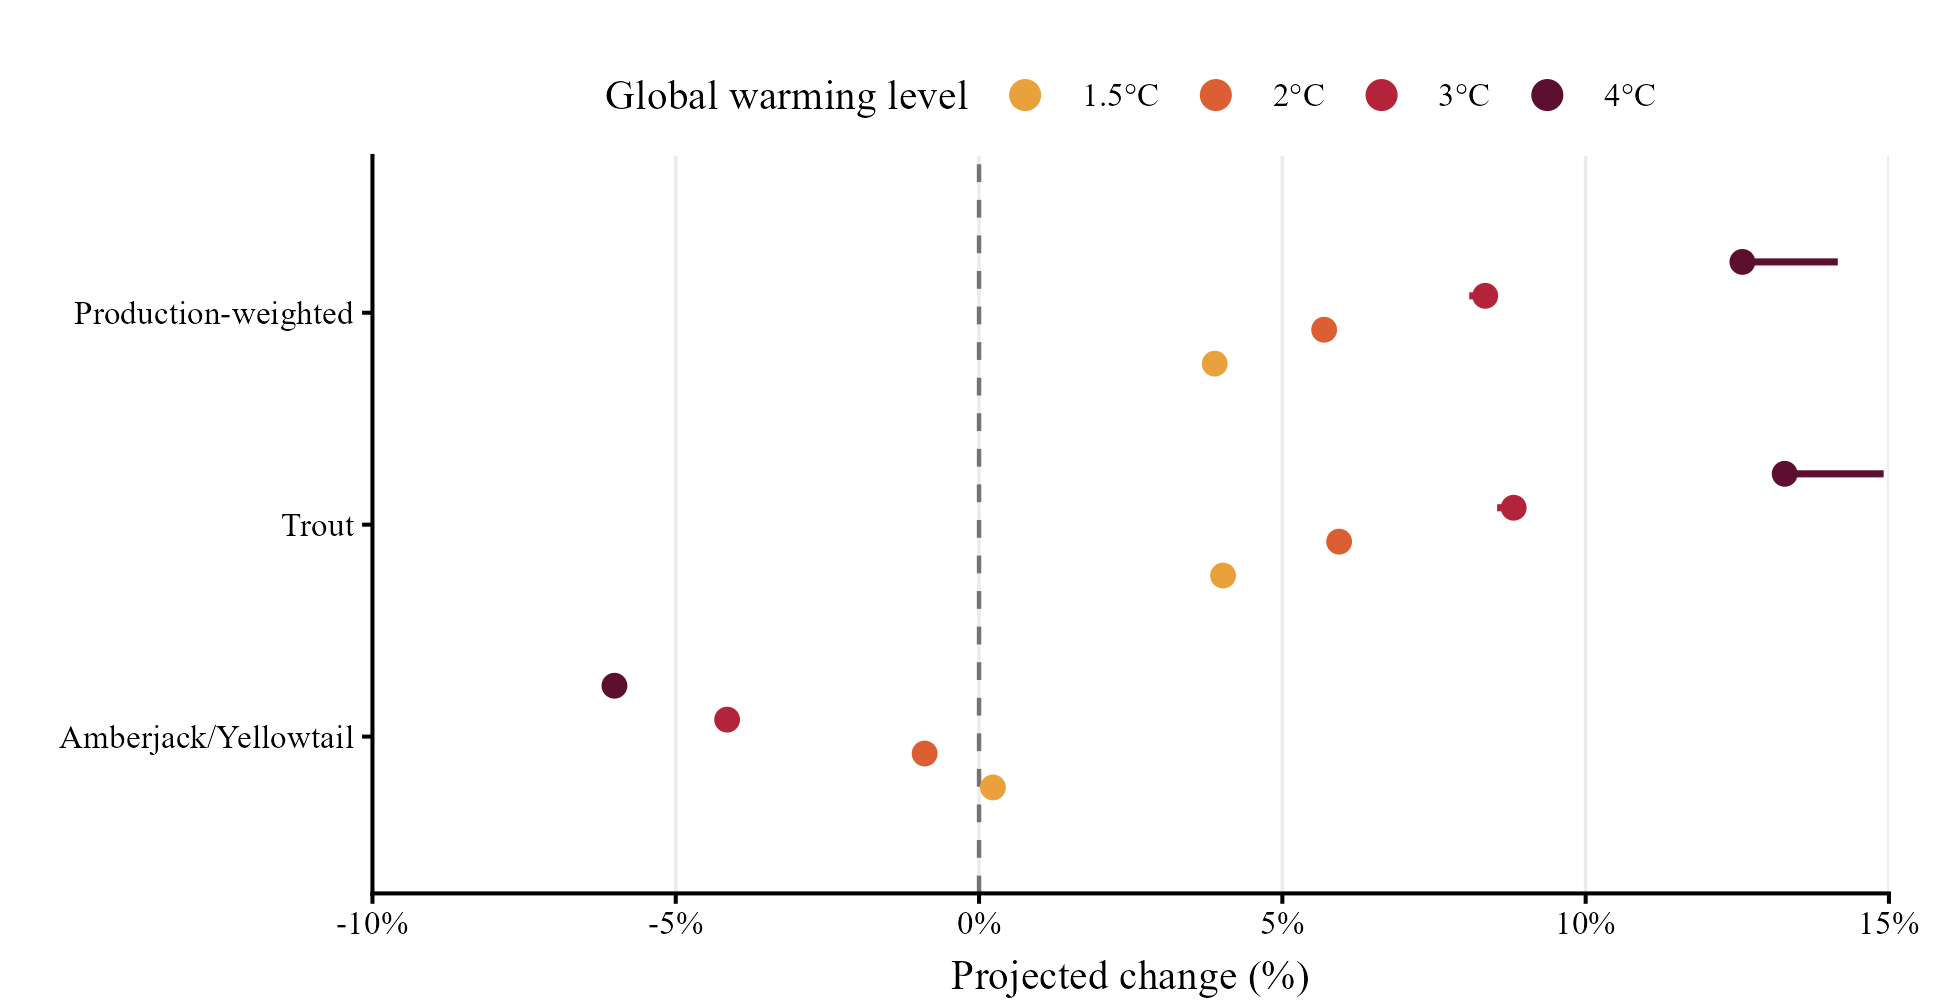 Global warming level 1.5°C 2°C 3°C 4°C
Production-weighted
Trout
Amberjack/Yellowtail
-10% -5% 0% 5% 10% 15%
Projected change (%)